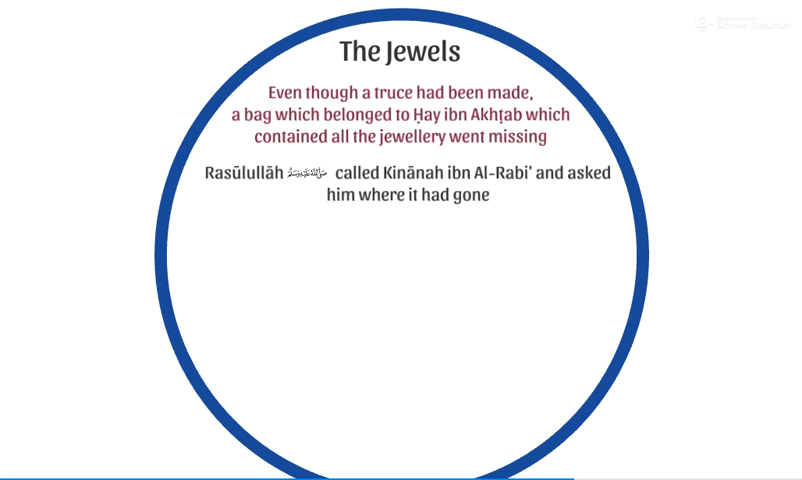 The Jewels
Even though a truce had been made,
a bag which belonged to Ḥay ibn Akhṭab which
contained all the jewellery went missing
Rasūlullāh ﷺ called Kinānah ibn Al-Rabi' and asked
him where it had gone
Screen Recorder